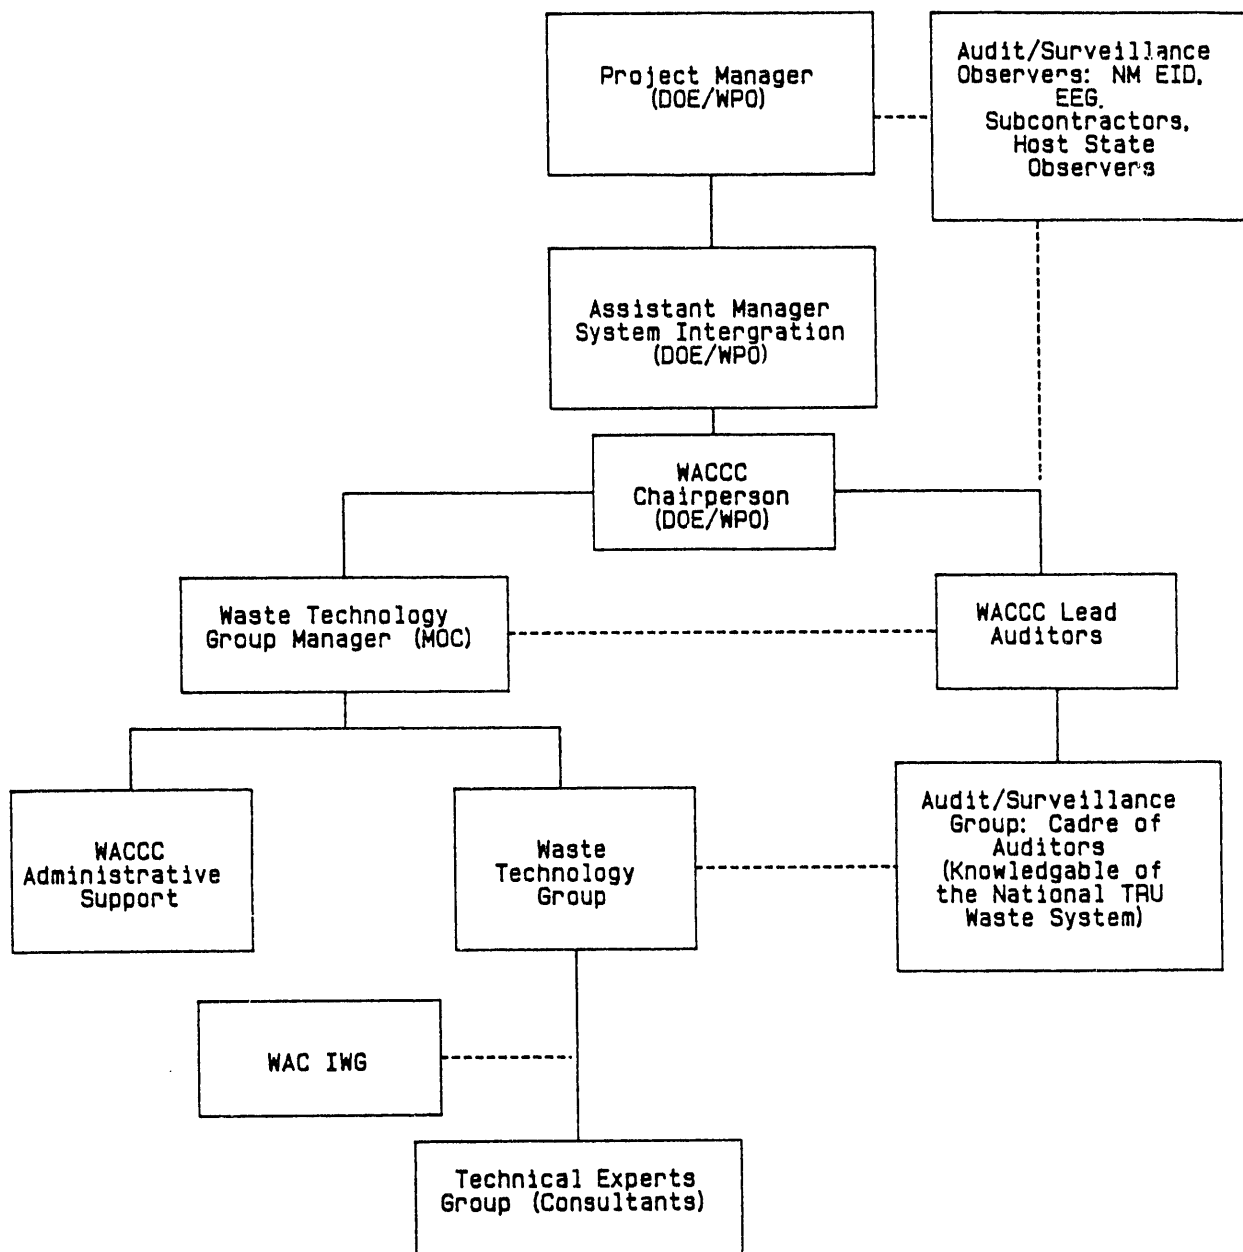 Project Manager
(DOE/WPO)
Audit/Surveillance
Observers: NM EID,
EEG,
Subcontractors,
Host State
Observers
Assistant Manager
System Intergration
(DOE/WPO)
WACCC
Chairperson
(DOE/WPO)
Waste Technology
Group Manager (MOC)
WACCC Lead
Auditors
WACCC
Administrative
Support
Waste
Technology
Group
Audit/Surveillance
Group: Cadre of
Auditors
(Knowledgable of
the National TRU
Waste System)
WAC IWG
Technical Experts
Group (Consultants)